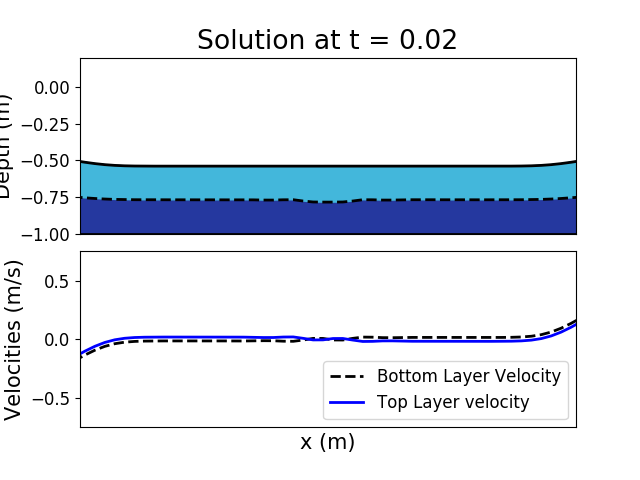 Solution at t = 0.02
Depth (m)
0.00
−0.25
−0.50
−0.75
−1.00
Velocities (m/s)
0.5
0.0
−0.5
Bottom Layer Velocity
Top Layer velocity
x (m)